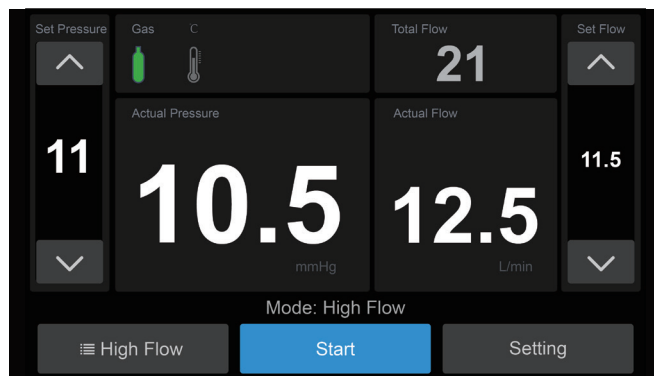 Set Pressure
Gas
°C
Total Flow
Set Flow
21
11
Actual Pressure
Actual Flow
11.5
10.5
12.5
mmHg
L/min
Mode: High Flow
High Flow
Start
Setting